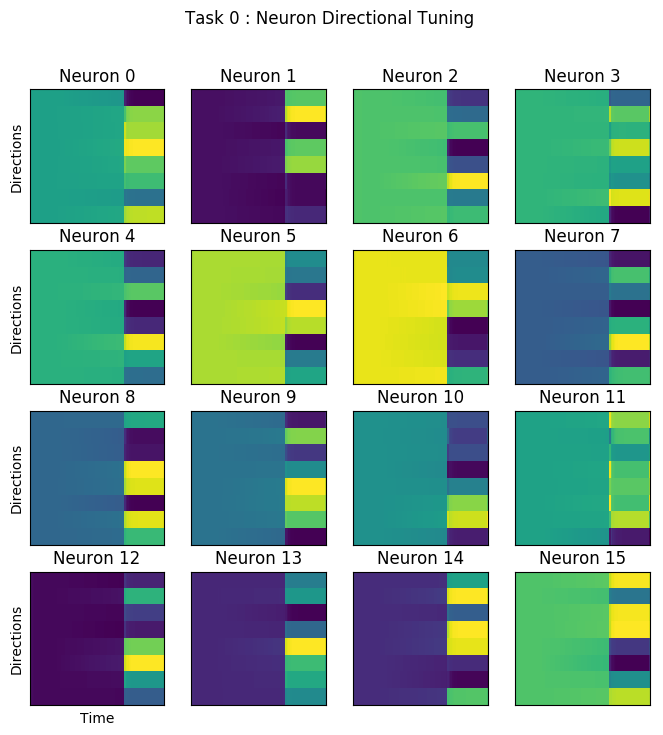 Task 0 : Neuron Directional Tuning
Neuron 0
Neuron 1
Neuron 2
Neuron 3
Directions
Neuron 4
Neuron 5
Neuron 6
Neuron 7
Directions
Neuron 8
Neuron 9
Neuron 10
Neuron 11
Directions
Neuron 12
Neuron 13
Neuron 14
Neuron 15
Directions
Time